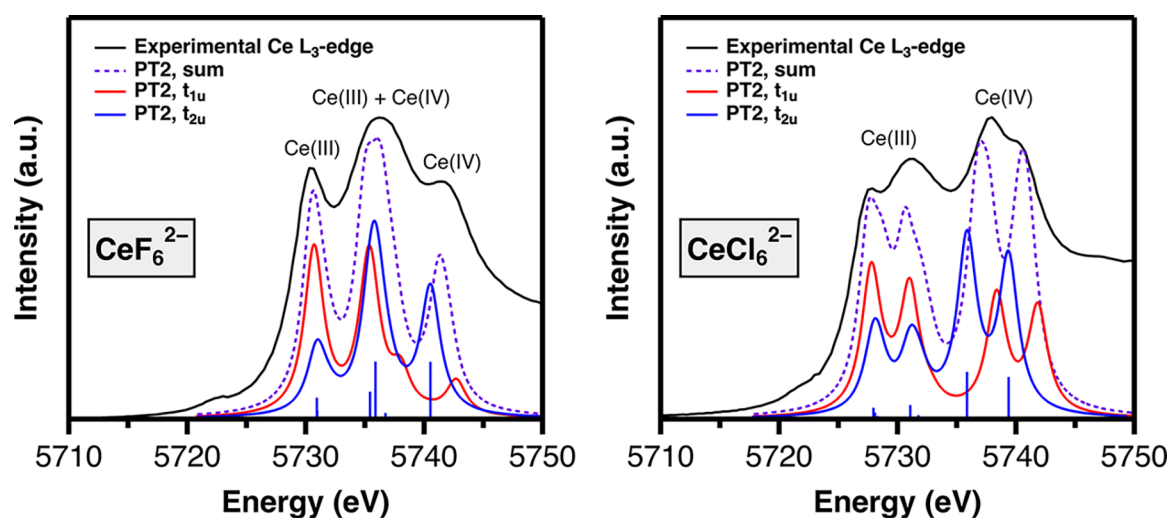 Experimental Ce L₃-edge
PT2, sum
PT2, t₁ᵤ
PT2, t₂ᵤ
Ce(III) + Ce(IV)
Ce(III)
Ce(IV)
CeF₆²⁻
Intensity (a.u.)
5710 5720 5730 5740 5750
Energy (eV)
Experimental Ce L₃-edge
PT2, sum
PT2, t₁ᵤ
PT2, t₂ᵤ
Ce(IV)
Ce(III)
CeCl₆²⁻
Intensity (a.u.)
5710 5720 5730 5740 5750
Energy (eV)